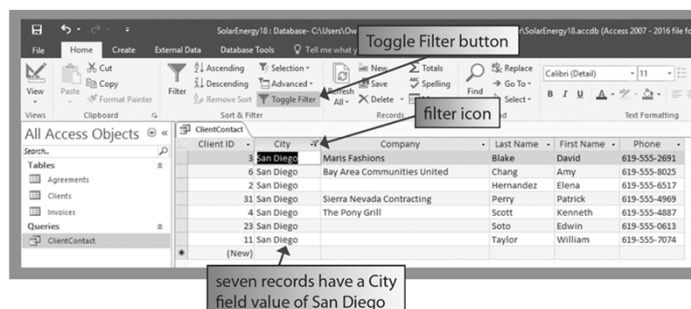 SolarEnergy18 : Database- C:\Users\Ow
\SolarEnergy18.accdb (Access 2007 - 2016 file fo
File Home Create External Data Database Tools Tell me what y
Toggle Filter button
View
Paste
Cut
Copy
Format Painter
Filter
Ascending
Descending
Remove Sort
Selection
Advanced
Toggle Filter
Refresh
All
New
Save
Delete
Totals
Spelling
Find
Replace
Go To
Select
Calibri (Detail) 11
B I U A
Views Clipboard Sort & Filter Records Text Formatting
filter icon
All Access Objects
Search...
Tables
Agreements
Clients
Invoices
Queries
ClientContact
ClientContact
Client ID City Company Last Name First Name Phone
3 San Diego Maris Fashions Blake David 619-555-2691
6 San Diego Bay Area Communities United Chang Amy 619-555-8025
2 San Diego Hernandez Elena 619-555-6517
31 San Diego Sierra Nevada Contracting Perry Patrick 619-555-4969
4 San Diego The Pony Grill Scott Kenneth 619-555-4887
23 San Diego Soto Edwin 619-555-0613
11 San Diego Taylor William 619-555-7074
(New)
seven records have a City
field value of San Diego